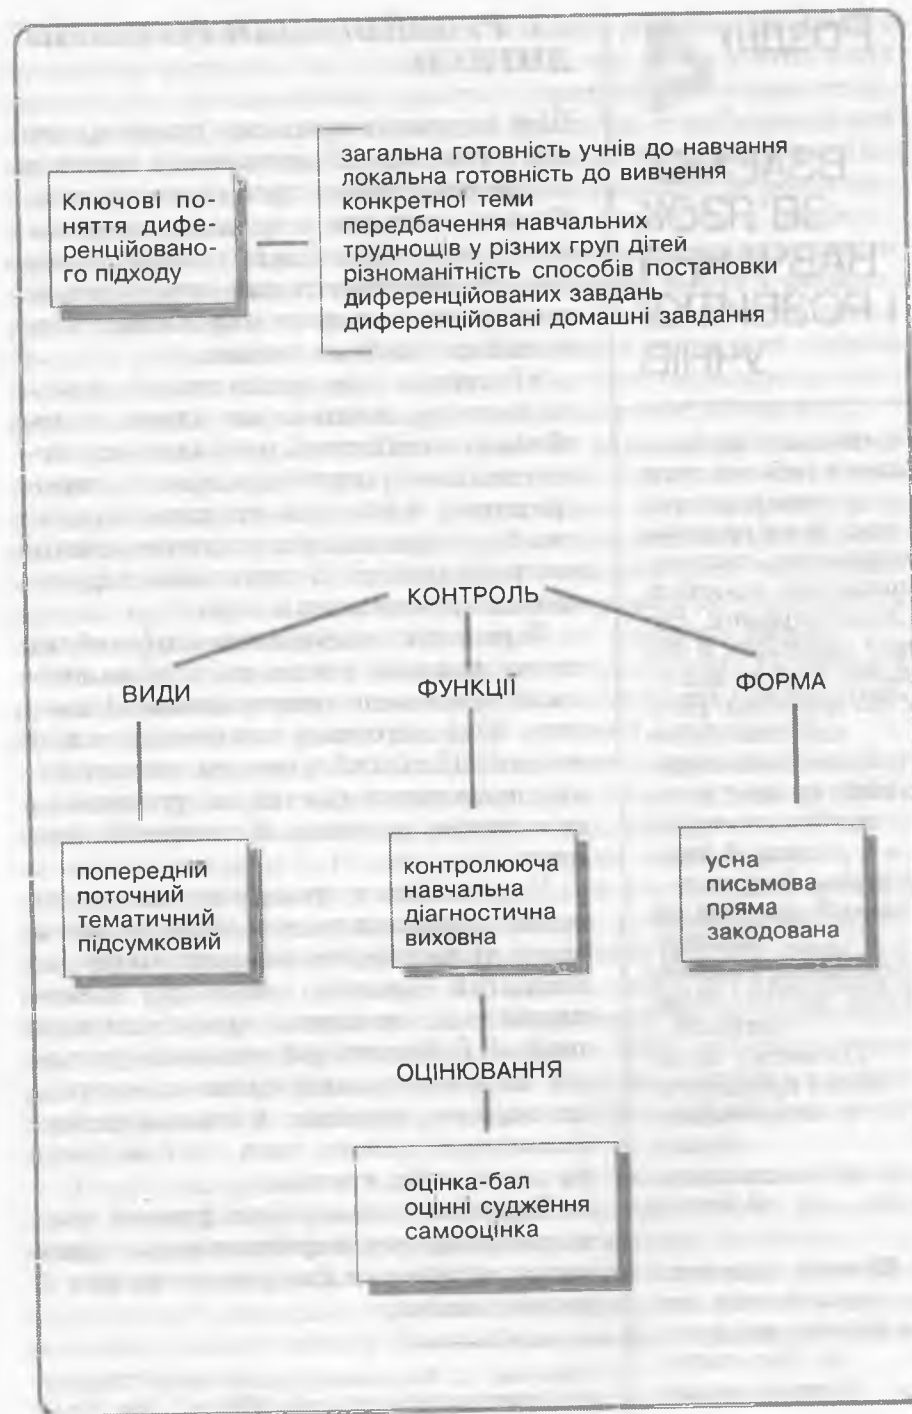 Ключові по-
няття дифе-
ренційовано-
го підходу
загальна готовність учнів до навчання
локальна готовність до вивчення
конкретної теми
передбачення навчальних
труднощів у різних груп дітей
різноманітність способів постановки
диференційованих завдань
диференційовані домашні завдання
КОНТРОЛЬ
ВИДИ
ФУНКЦІЇ
ФОРМА
попередній
поточний
тематичний
підсумковий
контролююча
навчальна
діагностична
виховна
усна
письмова
пряма
закодована
ОЦІНЮВАННЯ
оцінка-бал
оцінні судження
самооцінка